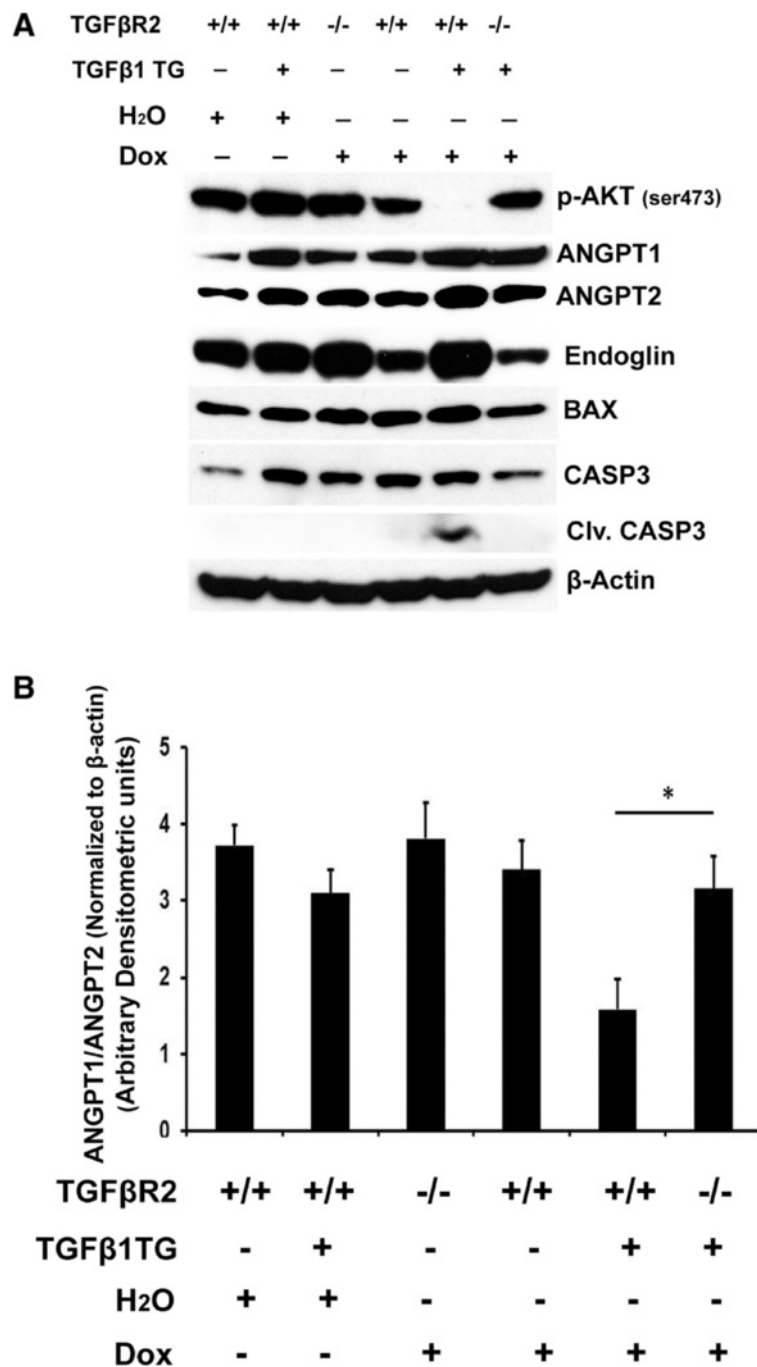 A
TGFβR2 +/+ +/+ -/- +/+ +/+ -/-
TGFβ1 TG – + – – + +
H₂O + + – – – –
Dox – – + + + +
p-AKT (ser473)
ANGPT1
ANGPT2
Endoglin
BAX
CASP3
Clv. CASP3
β-Actin
B
ANGPT1/ANGPT2 (Normalized to β-actin)
(Arbitrary Densitometric units)
5
4
3
2
1
0
*
TGFβR2 +/+ +/+ -/- +/+ +/+ -/-
TGFβ1TG - + - - + +
H₂O + + - - - -
Dox - - + + + +